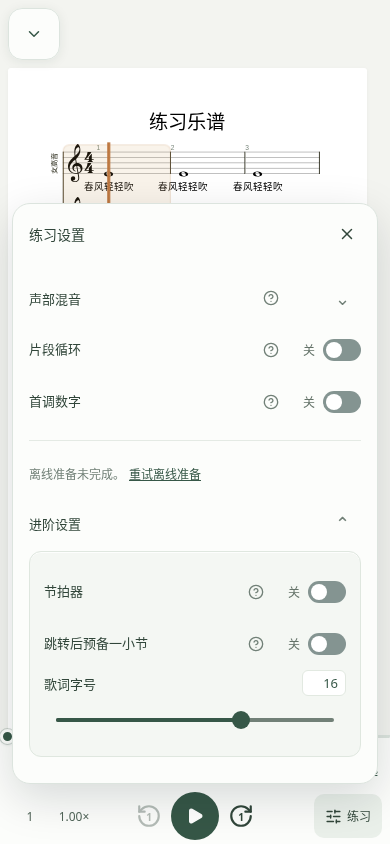 练习乐谱
1 2 3
女高音
4
4
春风轻轻吹 春风轻轻吹 春风轻轻吹
练习设置
声部混音
片段循环 关
首调数字 关
离线准备未完成。 重试离线准备
进阶设置
节拍器 关
跳转后预备一小节 关
歌词字号 16
1 1.00× 1 1 练习